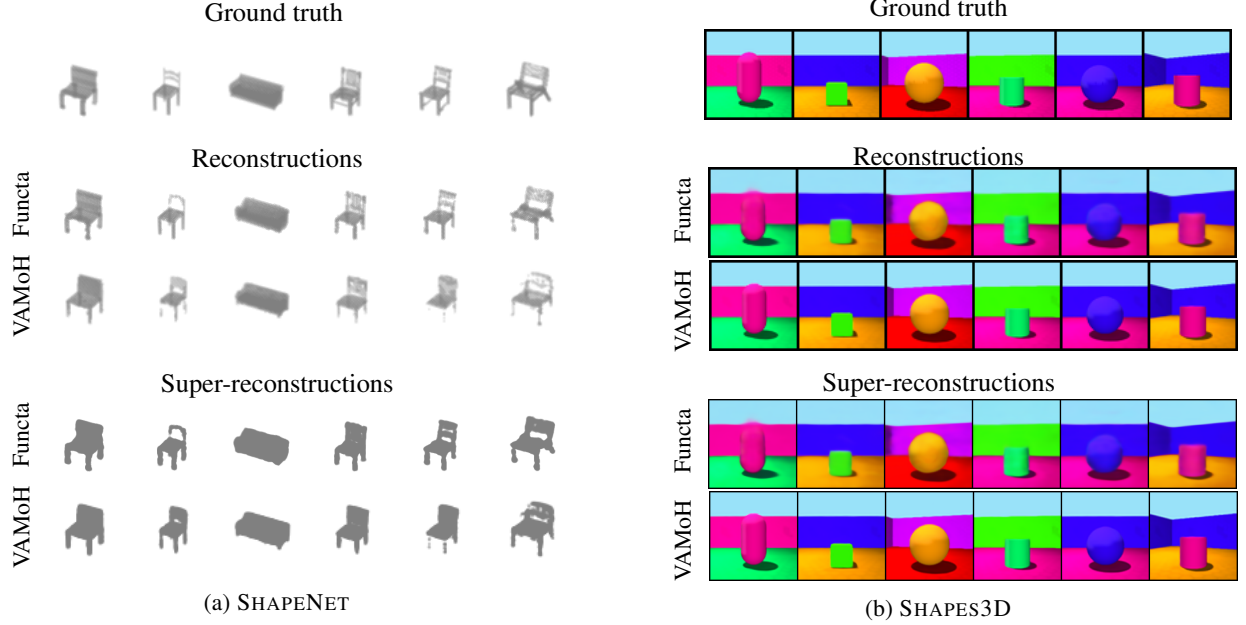 Ground truth
Reconstructions
Functa
VAMoH
Super-reconstructions
Functa
VAMoH
(a) SHAPENET
Ground truth
Reconstructions
Functa
VAMoH
Super-reconstructions
Functa
VAMoH
(b) SHAPES3D